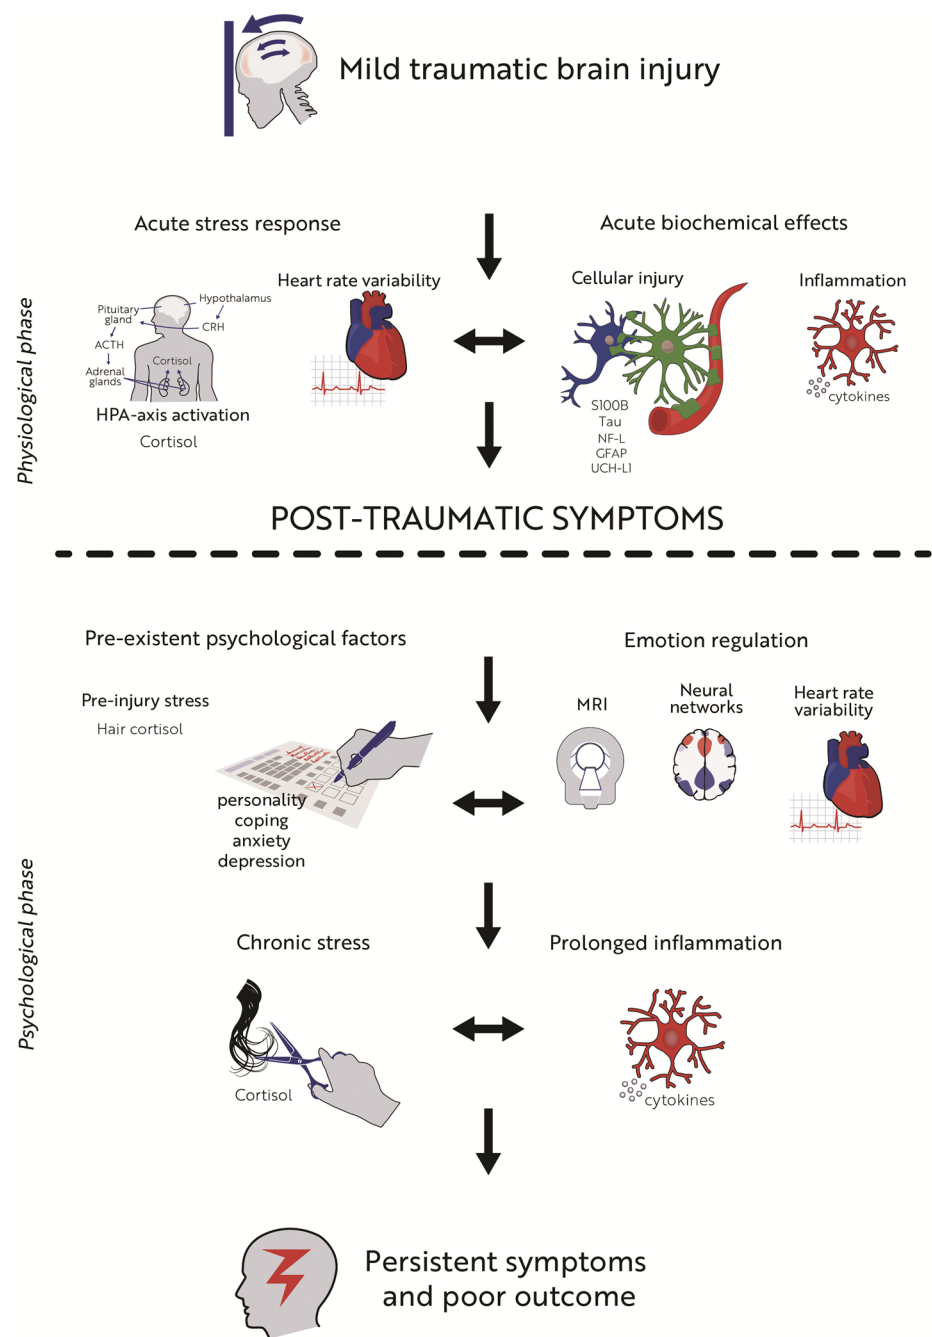 Mild traumatic brain injury
Physiological phase
Acute stress response
Acute biochemical effects
Heart rate variability
Cellular injury
Inflammation
Hypothalamus
Pituitary
gland
CRH
ACTH
Cortisol
Adrenal
glands
HPA-axis activation
Cortisol
S100B
Tau
NF-L
GFAP
UCH-L1
cytokines
POST-TRAUMATIC SYMPTOMS
Psychological phase
Pre-existent psychological factors
Emotion regulation
Pre-injury stress
Hair cortisol
personality
coping
anxiety
depression
MRI
Neural
networks
Heart rate
variability
Chronic stress
Prolonged inflammation
Cortisol
cytokines
Persistent symptoms
and poor outcome